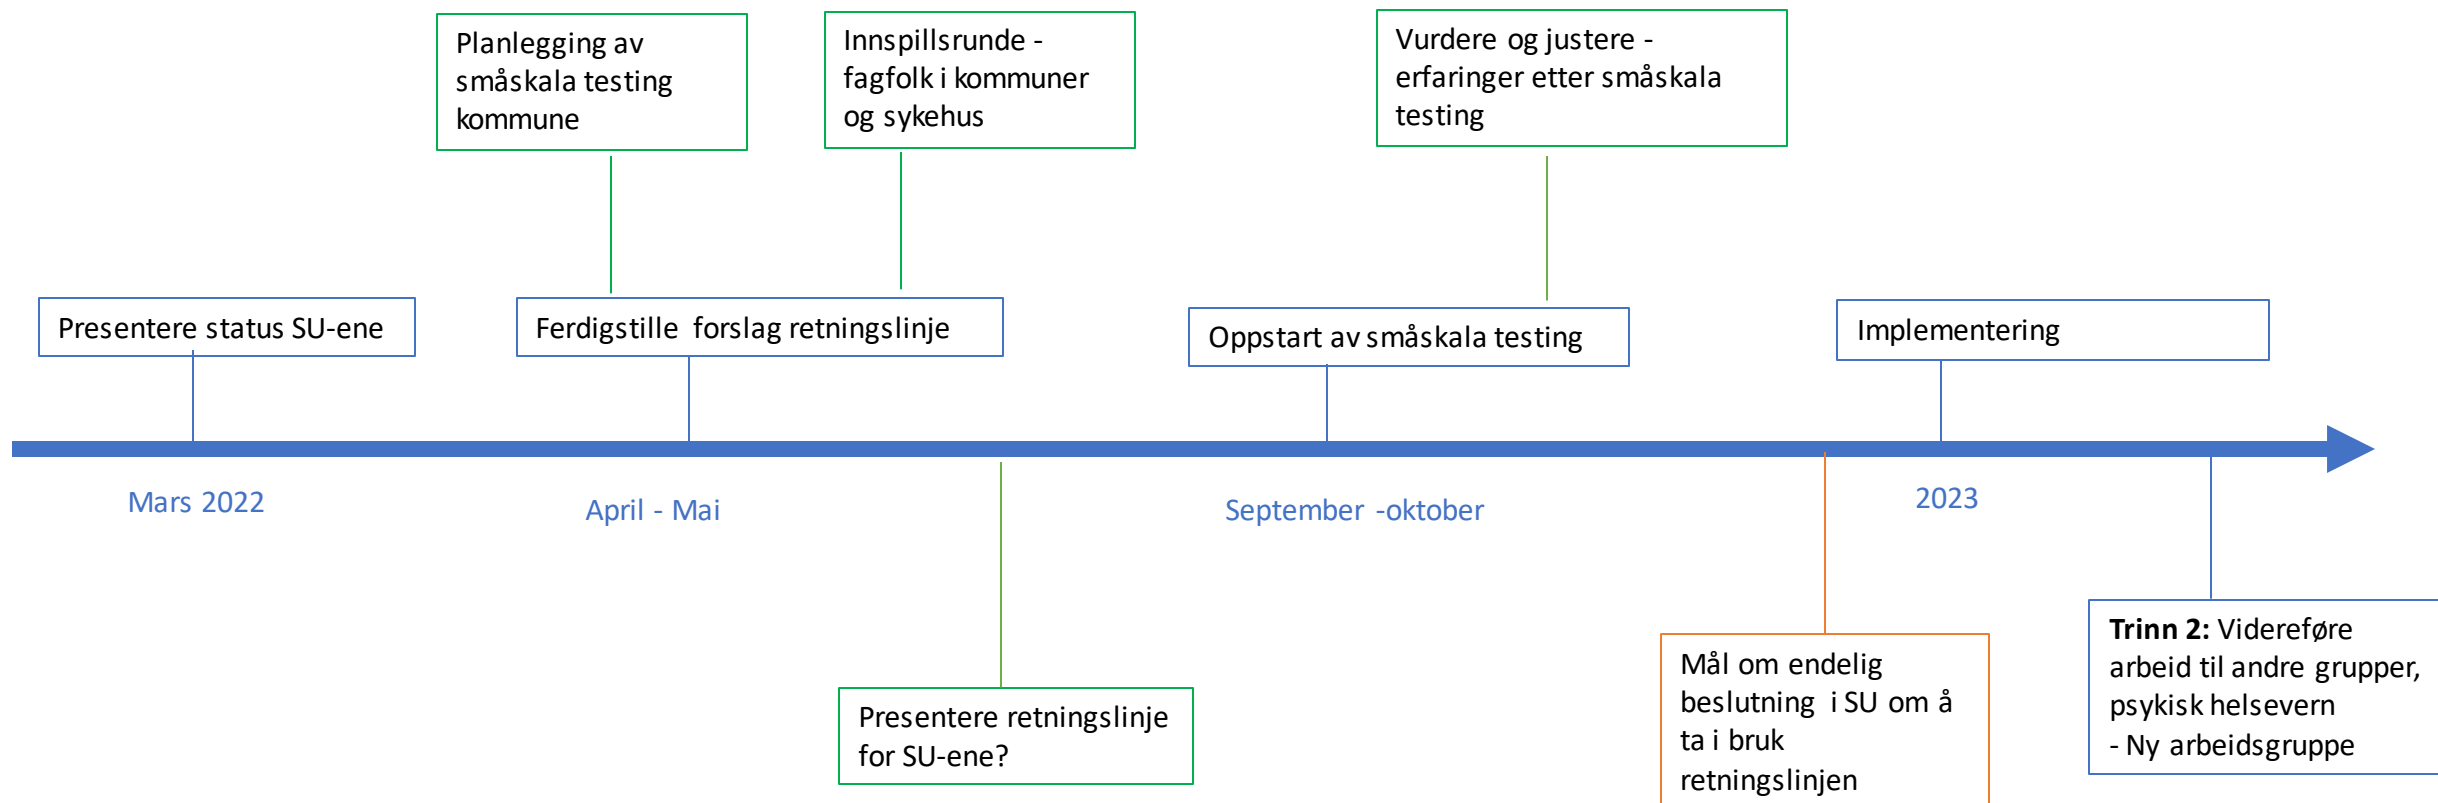 Planlegging av
småskala testing
kommune
Innspillsrunde -
fagfolk i kommuner
og sykehus
Vurdere og justere -
erfaringer etter småskala
testing
Presentere status SU-ene
Ferdigstille forslag retningslinje
Oppstart av småskala testing
Implementering
Mars 2022
April - Mai
September -oktober
2023
Presentere retningslinje
for SU-ene?
Mål om endelig
beslutning i SU om å
ta i bruk
retningslinjen
Trinn 2: Videreføre
arbeid til andre grupper,
psykisk helsevern
- Ny arbeidsgruppe